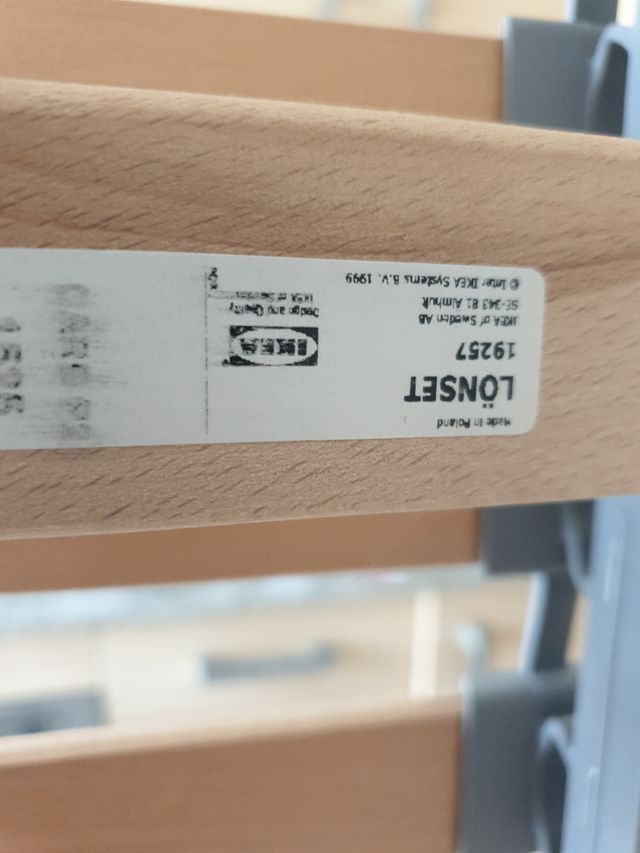 Made in Poland
LÖNSET
19257
IKEA of Sweden AB
SE-343 81 Älmhult
© Inter IKEA Systems B.V. 1999
IKEA
Design and Quality
IKEA of Sweden